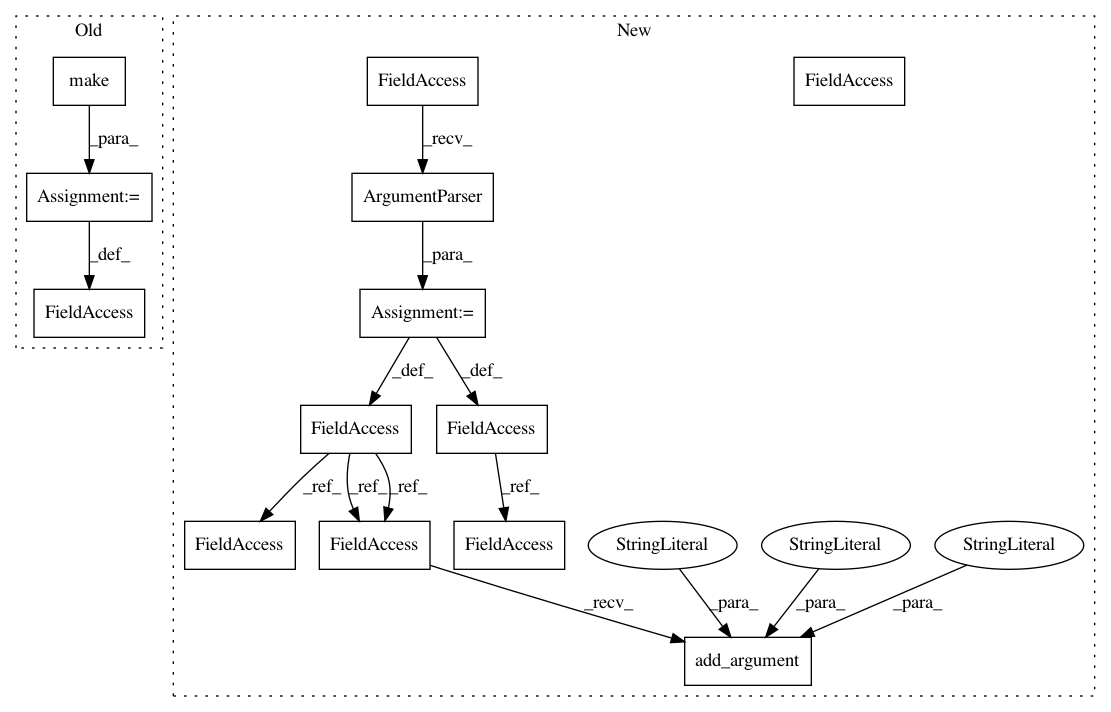 Old
New
make
FieldAccess
FieldAccess
_para_
_recv_
Assignment:=
ArgumentParser
_def_
_para_
FieldAccess
Assignment:=
_def_
_def_
FieldAccess
FieldAccess
_ref_
_ref_
_ref_
_ref_
FieldAccess
FieldAccess
FieldAccess
StringLiteral
StringLiteral
StringLiteral
_recv_
_para_
_para_
_para_
add_argument